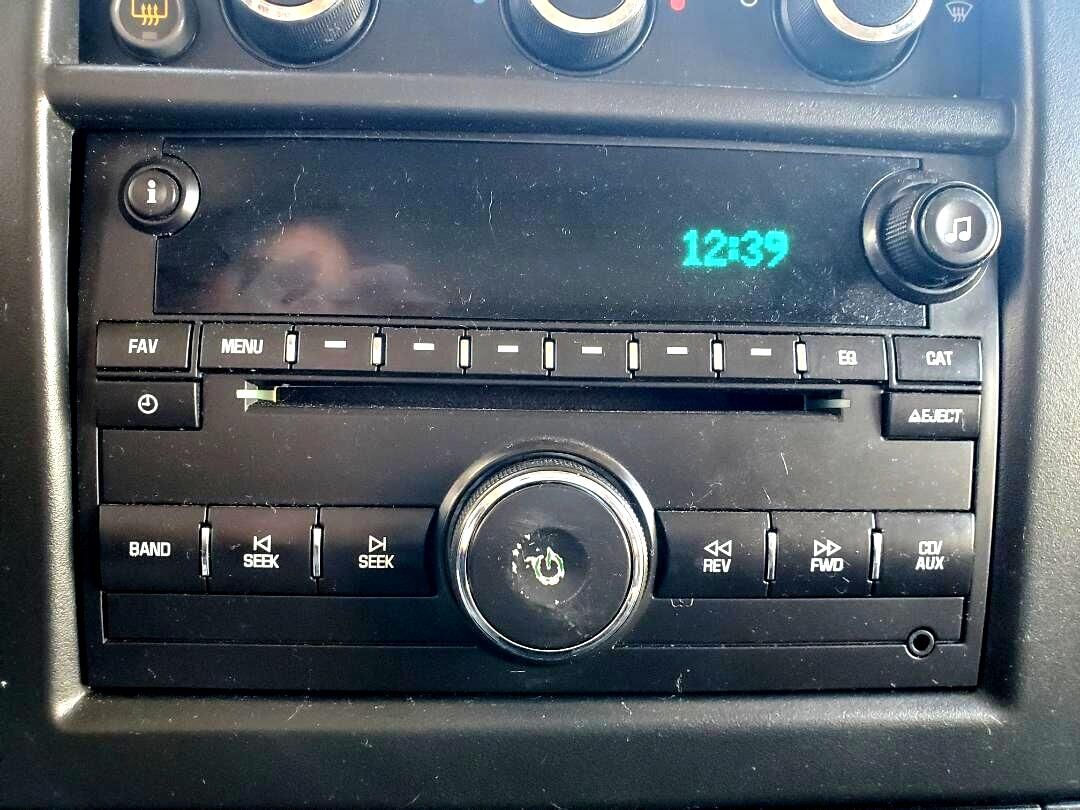 i
12:39
FAV
MENU
EQ
CAT
EJECT
BAND
SEEK
SEEK
REV
FWD
CD/
AUX